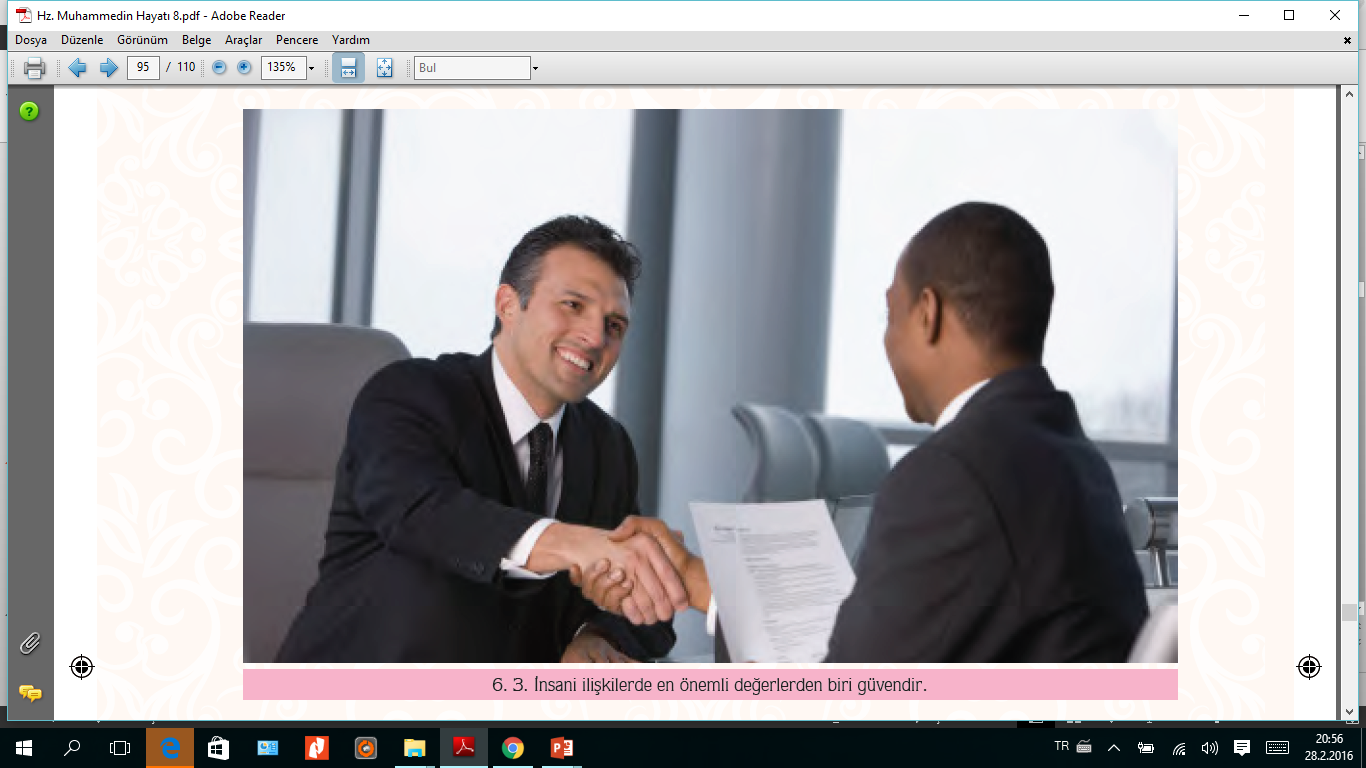 Hz. Muhammedin Hayatı 8.pdf - Adobe Reader
Dosya Düzenle Görünüm Belge Araçlar Pencere Yardım
95 / 110 135% Bul
6. 3. İnsani ilişkilerde en önemli değerlerden biri güvendir.
TR 20:56
28.2.2016